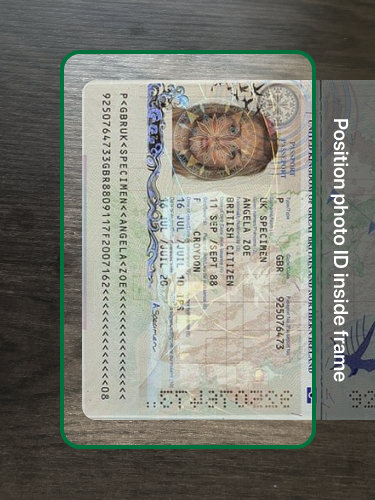 Position photo ID inside frame
PASSPORT
PASSEPORT
P GBR 925076473
UK SPECIMEN
ANGELA ZOE
BRITISH CITIZEN
11 SEP /SEPT 88
F CROYDON
16 JUL /JUIL 10 IPS
16 JUL /JUIL 20
P<GBRUK<SPECIMEN<<ANGELA<ZOE<<<<<<<<<<<<<<<<
9250764733GBR8809117F2007162<<<<<<<<<<<<<<08